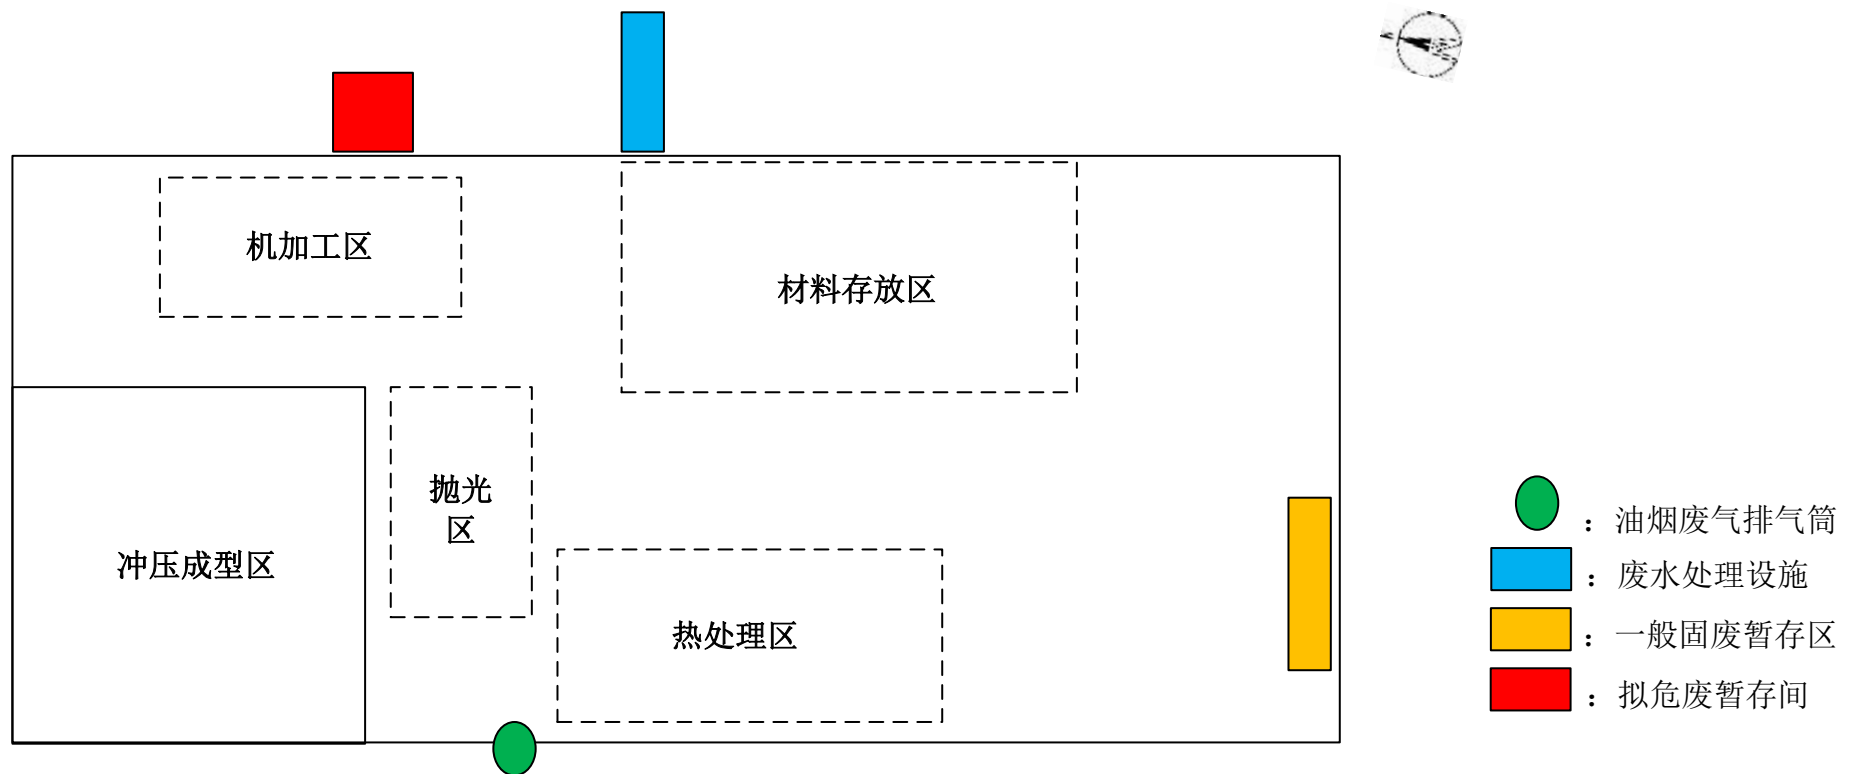 机加工区
材料存放区
抛光
区
冲压成型区
热处理区
：油烟废气排气筒
：废水处理设施
：一般固废暂存区
：拟危废暂存间